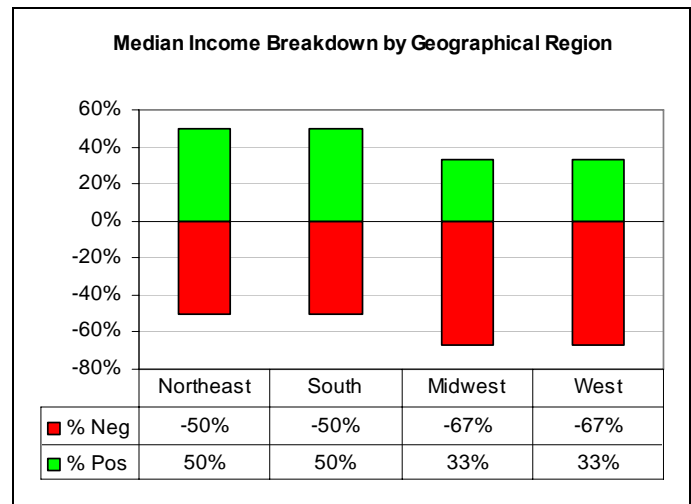 Median Income Breakdown by Geographical Region
60%
40%
20%
0%
-20%
-40%
-60%
-80%
Northeast South Midwest West
% Neg -50% -50% -67% -67%
% Pos 50% 50% 33% 33%